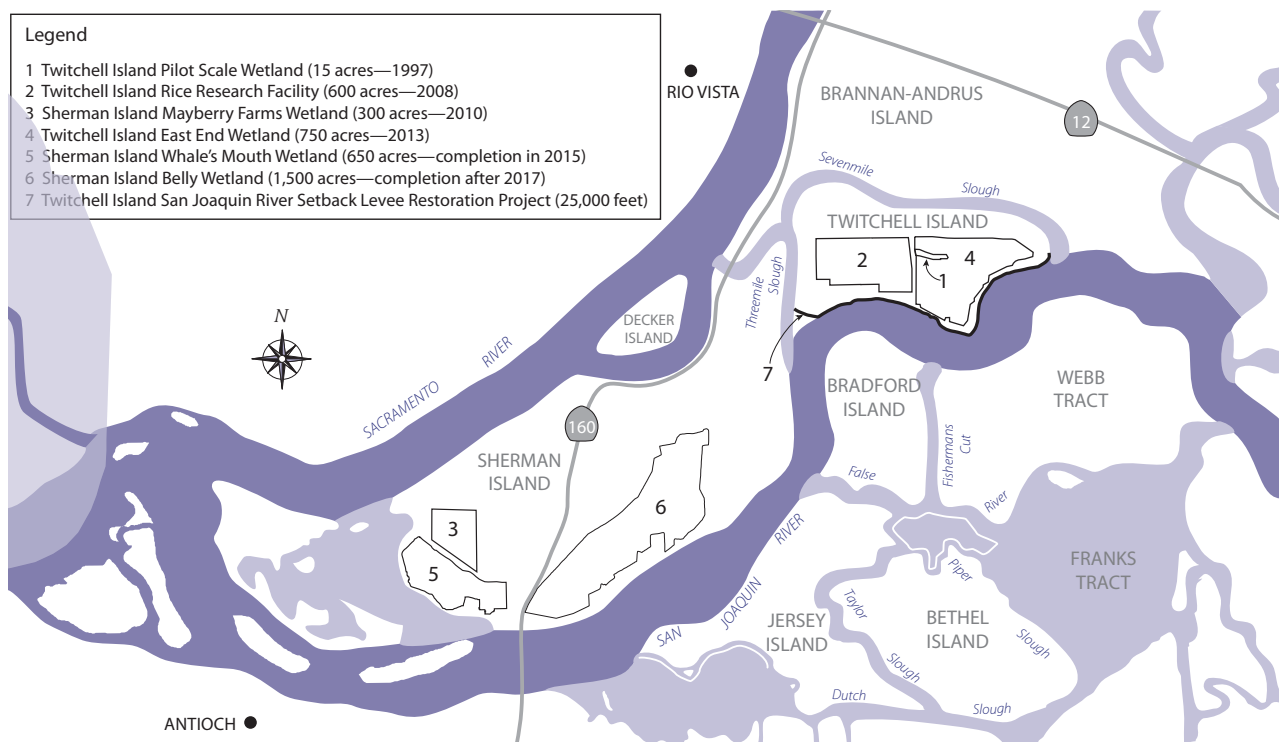 Legend
1 Twitchell Island Pilot Scale Wetland (15 acres—1997)
2 Twitchell Island Rice Research Facility (600 acres—2008)
3 Sherman Island Mayberry Farms Wetland (300 acres—2010)
4 Twitchell Island East End Wetland (750 acres—2013)
5 Sherman Island Whale's Mouth Wetland (650 acres—completion in 2015)
6 Sherman Island Belly Wetland (1,500 acres—completion after 2017)
7 Twitchell Island San Joaquin River Setback Levee Restoration Project (25,000 feet)
RIO VISTA
BRANNAN-ANDRUS
ISLAND
12
Sevenmile
Slough
TWITCHELL ISLAND
2
4
1
Threemile
Slough
7
DECKER
ISLAND
N
SACRAMENTO
RIVER
160
SHERMAN
ISLAND
BRADFORD
ISLAND
WEBB
TRACT
Fishermans
Cut
False
River
3
5
6
SAN
JOAQUIN
RIVER
FRANKS
TRACT
Piper
Slough
Taylor
Slough
JERSEY
ISLAND
BETHEL
ISLAND
Dutch
Slough
ANTIOCH